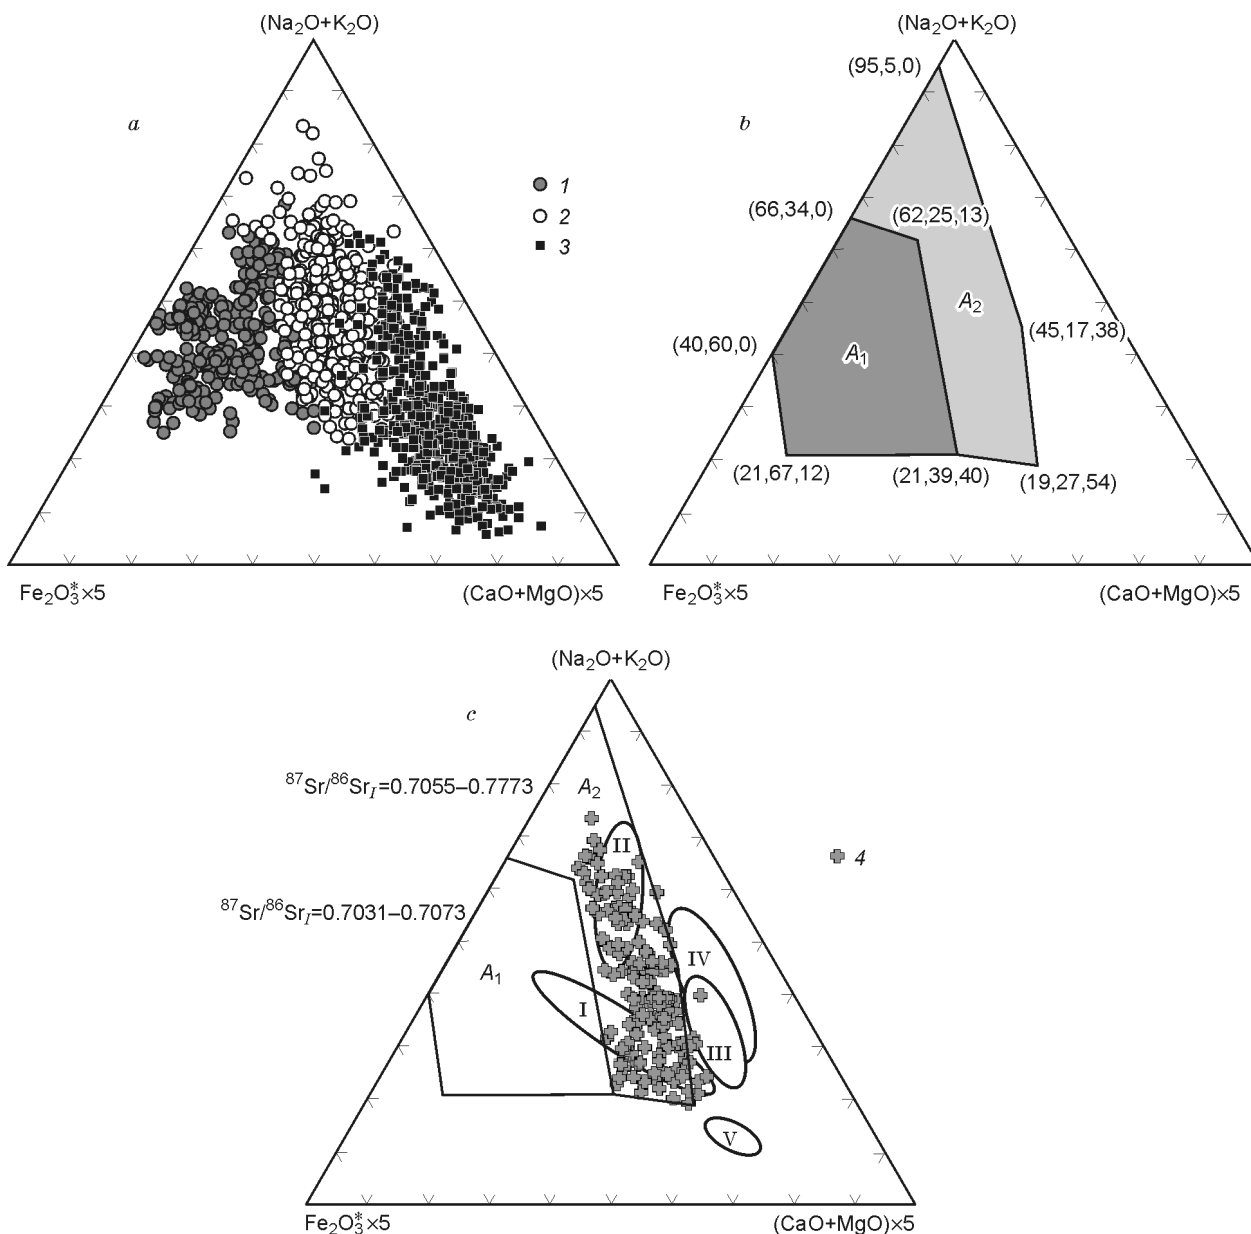 (Na₂O+K₂O)
a
1
2
3
Fe₂O₃*×5
(CaO+MgO)×5
(Na₂O+K₂O)
(95,5,0)
b
(66,34,0)
(62,25,13)
A₂
(45,17,38)
(40,60,0)
A₁
(21,67,12)
(21,39,40)
(19,27,54)
Fe₂O₃*×5
(CaO+MgO)×5
(Na₂O+K₂O)
c
⁸⁷Sr/⁸⁶Sr_I=0.7055–0.7773
A₂
II
4
⁸⁷Sr/⁸⁶Sr_I=0.7031–0.7073
A₁
IV
I
III
V
Fe₂O₃*×5
(CaO+MgO)×5